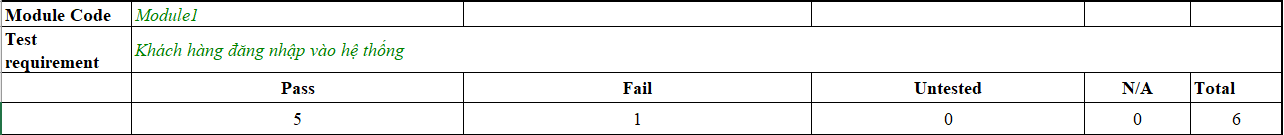 Module Code Module1
Test
requirement
Khách hàng đăng nhập vào hệ thống
Pass Fail Untested N/A Total
5 1 0 0 6